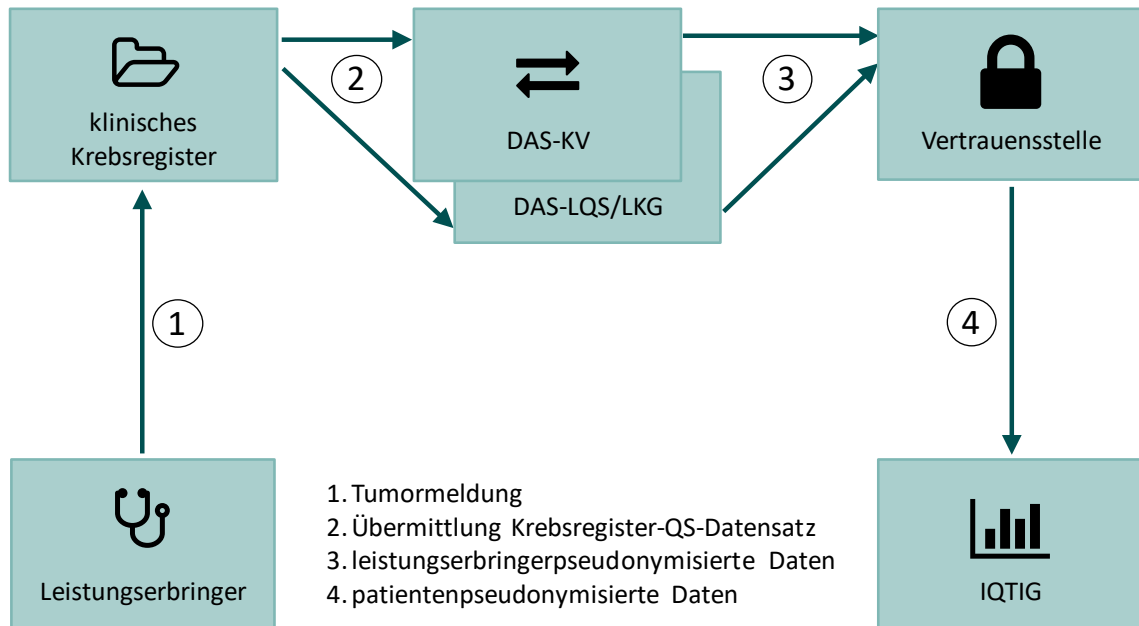 klinisches
Krebsregister
2
DAS-KV
DAS-LQS/LKG
3
Vertrauensstelle
1
4
Leistungserbringer
1. Tumormeldung
2. Übermittlung Krebsregister-QS-Datensatz
3. leistungserbringerpseudonymisierte Daten
4. patientenpseudonymisierte Daten
IQTIG